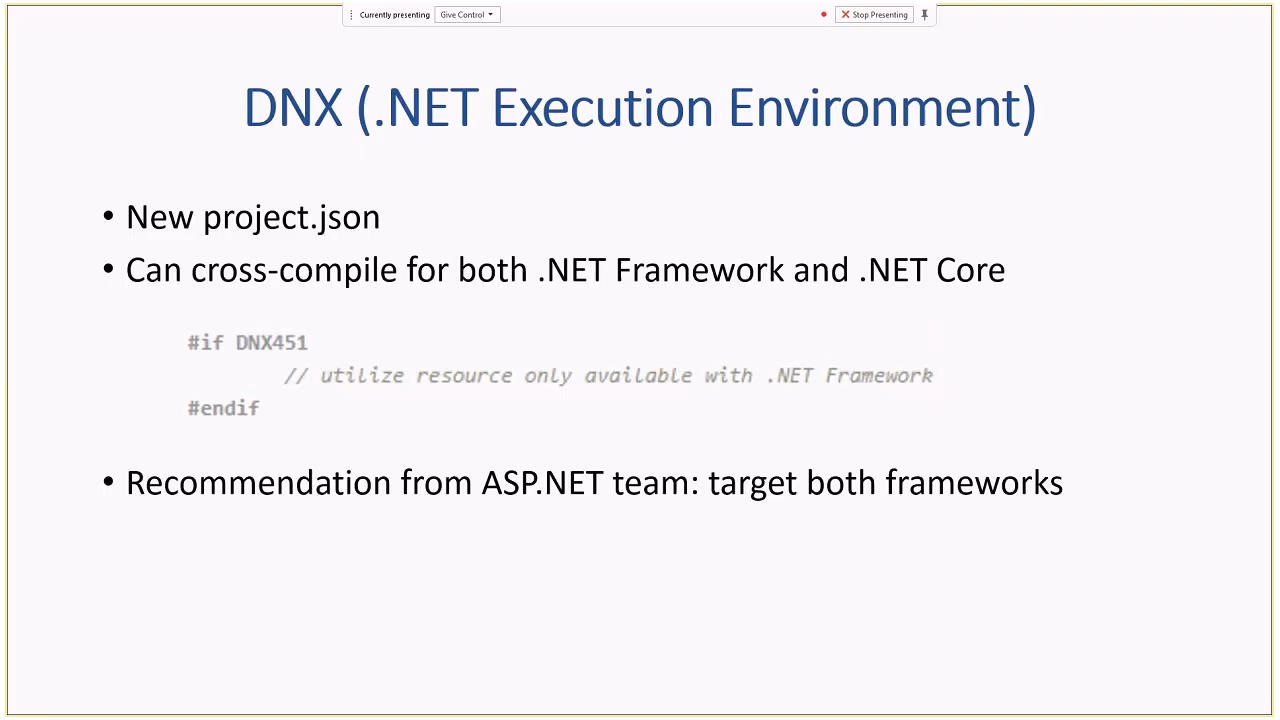 Currently presenting Give Control Stop Presenting
DNX (.NET Execution Environment)
• New project.json
• Can cross-compile for both .NET Framework and .NET Core
#if DNX451
// utilize resource only available with .NET Framework
#endif
• Recommendation from ASP.NET team: target both frameworks